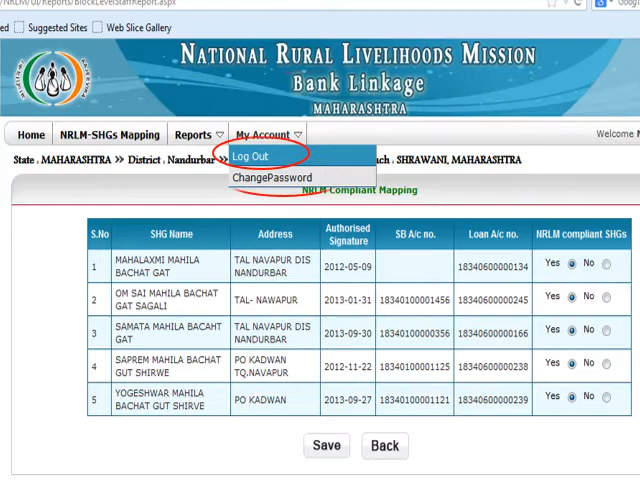 /NRLM/UI/Reports/BlockLevelStaffReport.aspx
ed Suggested Sites Web Slice Gallery
NATIONAL RURAL LIVELIHOODS MISSION
Bank Linkage
MAHARASHTRA
Home NRLM-SHGs Mapping Reports My Account Welcome
State : MAHARASHTRA >> District : Nandurbar >> ch : SHRAWANI, MAHARASHTRA
Log Out
ChangePassword
NRLM Compliant Mapping
S.No SHG Name Address Authorised Signature SB A/c no. Loan A/c no. NRLM compliant SHGs
1 MAHALAXMI MAHILA BACHAT GAT TAL NAVAPUR DIS NANDURBAR 2012-05-09 18340600000134 Yes No
2 OM SAI MAHILA BACHAT GAT SAGALI TAL- NAWAPUR 2013-01-31 18340100001456 18340600000245 Yes No
3 SAMATA MAHILA BACAHT GAT TAL NAVAPUR DIS NANDURBAR 2013-09-30 18340100000356 18340600000166 Yes No
4 SAPREM MAHILA BACHAT GUT SHIRWE PO KADWAN TQ.NAVAPUR 2012-11-22 18340100001125 18340600000238 Yes No
5 YOGESHWAR MAHILA BACHAT GUT SHIRVE PO KADWAN 2013-09-27 18340100001121 18340600000239 Yes No
Save Back